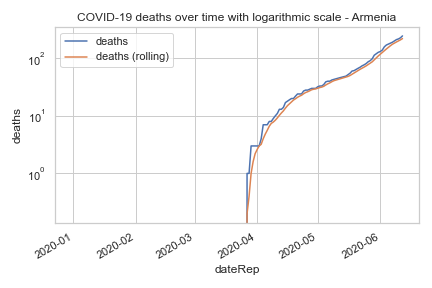 COVID-19 deaths over time with logarithmic scale - Armenia
deaths
deaths (rolling)
10²
10¹
10⁰
deaths
2020-01
2020-02
2020-03
2020-04
2020-05
2020-06
dateRep